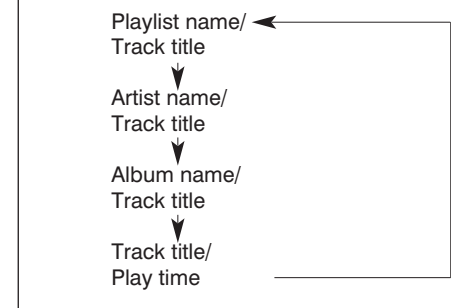 Playlist name/
Track title
Artist name/
Track title
Album name/
Track title
Track title/
Play time